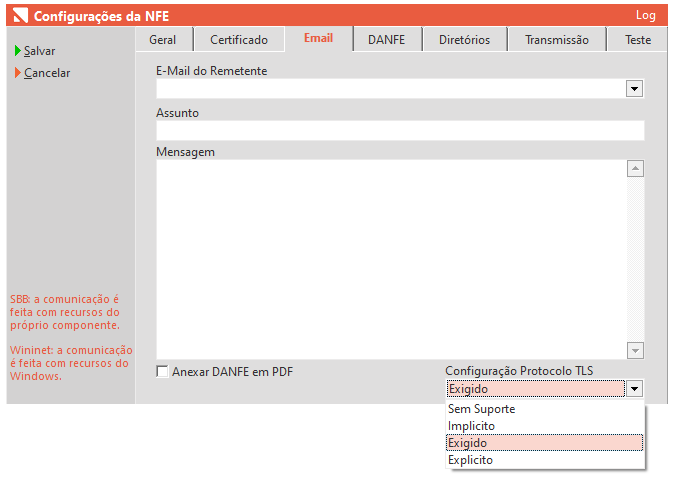 Configurações da NFE
Log
Salvar
Cancelar
Geral
Certificado
Email
DANFE
Diretórios
Transmissão
Teste
E-Mail do Remetente
Assunto
Mensagem
SBB: a comunicação é
feita com recursos do
próprio componente.
Wininet: a comunicação
é feita com recursos do
Windows.
Anexar DANFE em PDF
Configuração Protocolo TLS
Exigido
Sem Suporte
Implicito
Exigido
Explicito